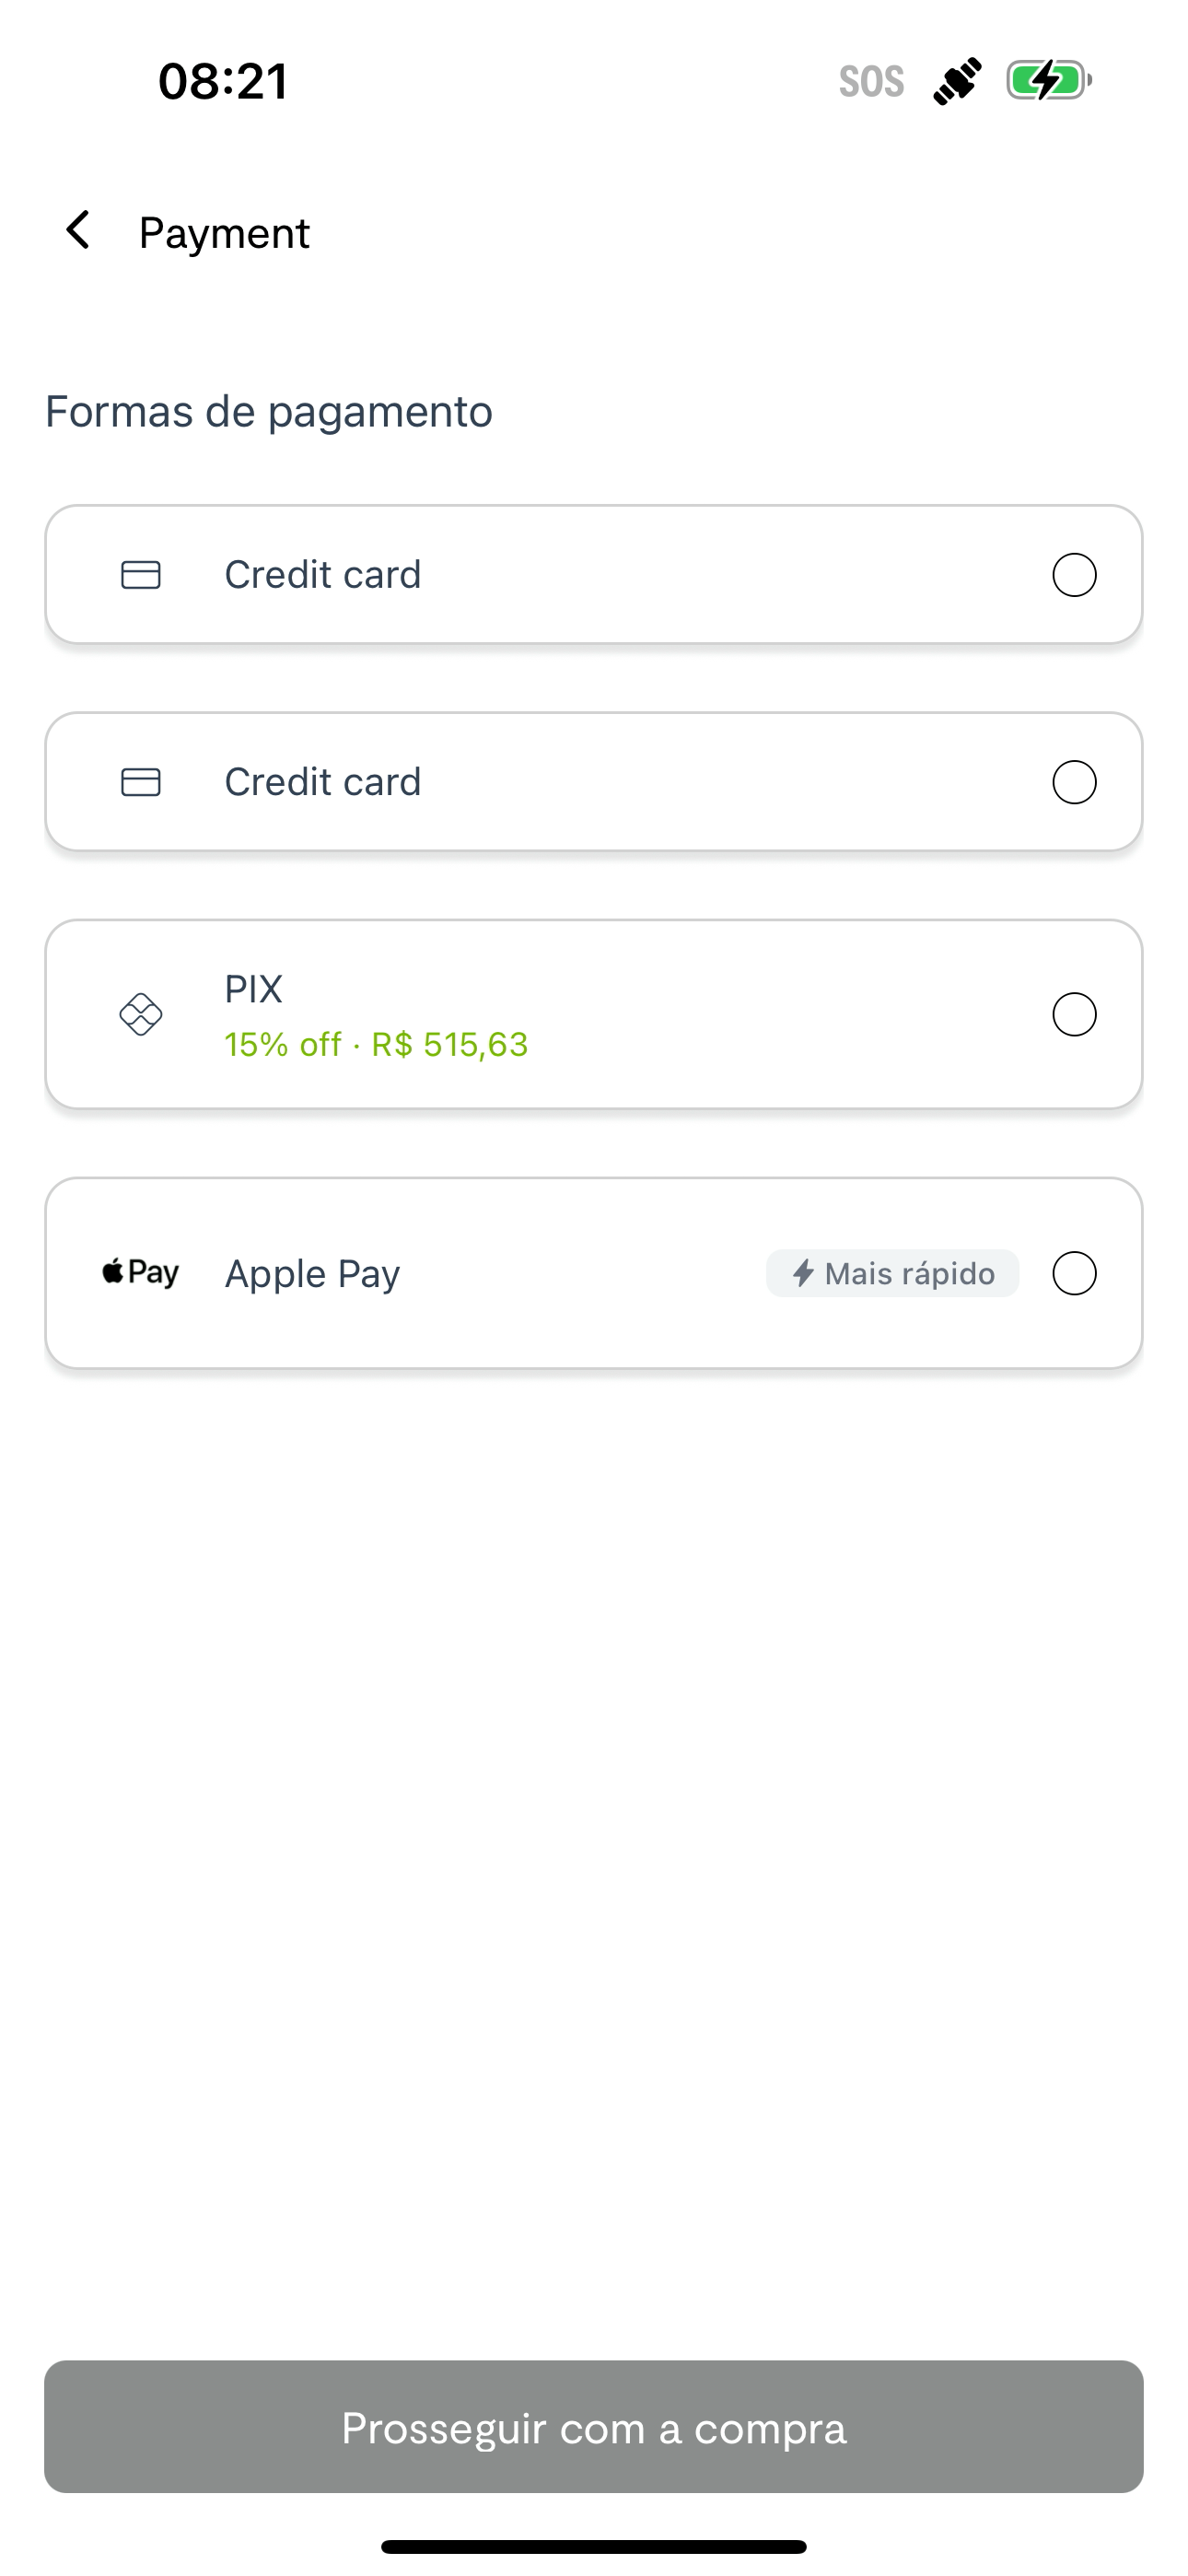 08:21 SOS
Payment
Formas de pagamento
Credit card
Credit card
PIX
15% off · R$ 515,63
Pay Apple Pay Mais rápido
Prosseguir com a compra